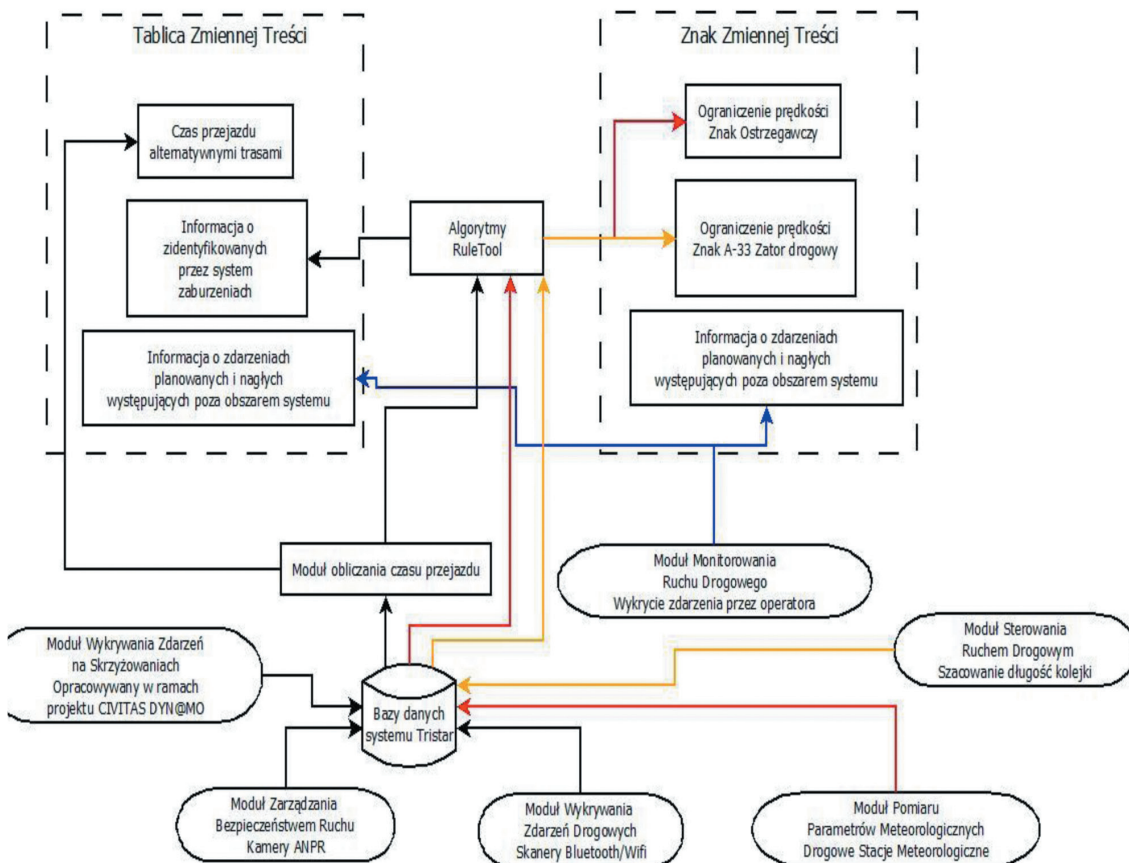 Tablica Zmiennej Treści
Znak Zmiennej Treści
Czas przejazdu
alternatywnymi trasami
Informacja o
zidentyfikowanych
przez system
zaburzeniach
Informacja o zdarzeniach
planowanych i nagłych
występujących poza obszarem systemu
Algorytmy
RuleTool
Ograniczenie prędkości
Znak Ostrzegawczy
Ograniczenie prędkości
Znak A-33 Zator drogowy
Informacja o zdarzeniach
planowanych i nagłych
występujących poza obszarem systemu
Moduł obliczania czasu przejazdu
Moduł Monitorowania
Ruchu Drogowego
Wykrycie zdarzenia przez operatora
Moduł Wykrywania Zdarzeń
na Skrzyżowaniach
Opracowywany w ramach
projektu CIVITAS DYN@MO
Bazy danych
systemu Tristar
Moduł Sterowania
Ruchem Drogowym
Szacowanie długość kolejki
Moduł Zarządzania
Bezpieczeństwem Ruchu
Kamery ANPR
Moduł Wykrywania
Zdarzeń Drogowych
Skanery Bluetooth/Wifi
Moduł Pomiaru
Parametrów Meteorologicznych
Drogowe Stacje Meteorologiczne